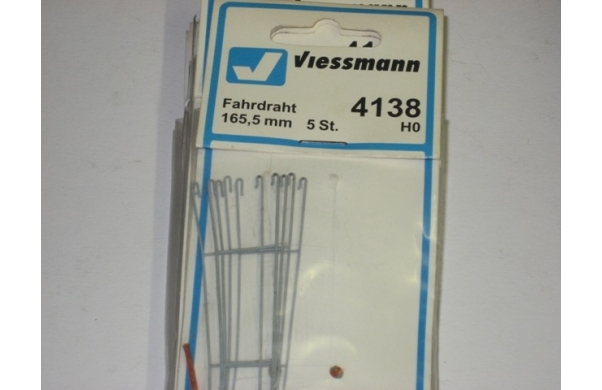 Viessmann
Fahrdraht 4138
165,5 mm 5 St. H0